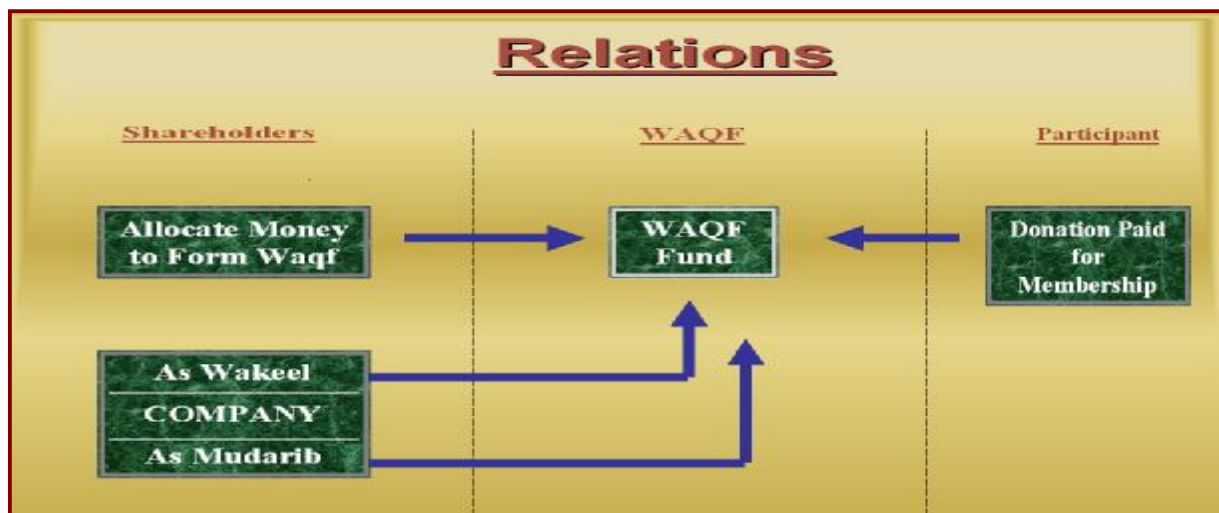 Relations
Shareholders
WAQF
Participant
Allocate Money
to Form Waqf
WAQF
Fund
Donation Paid
for
Membership
As Wakeel
COMPANY
As Mudarib